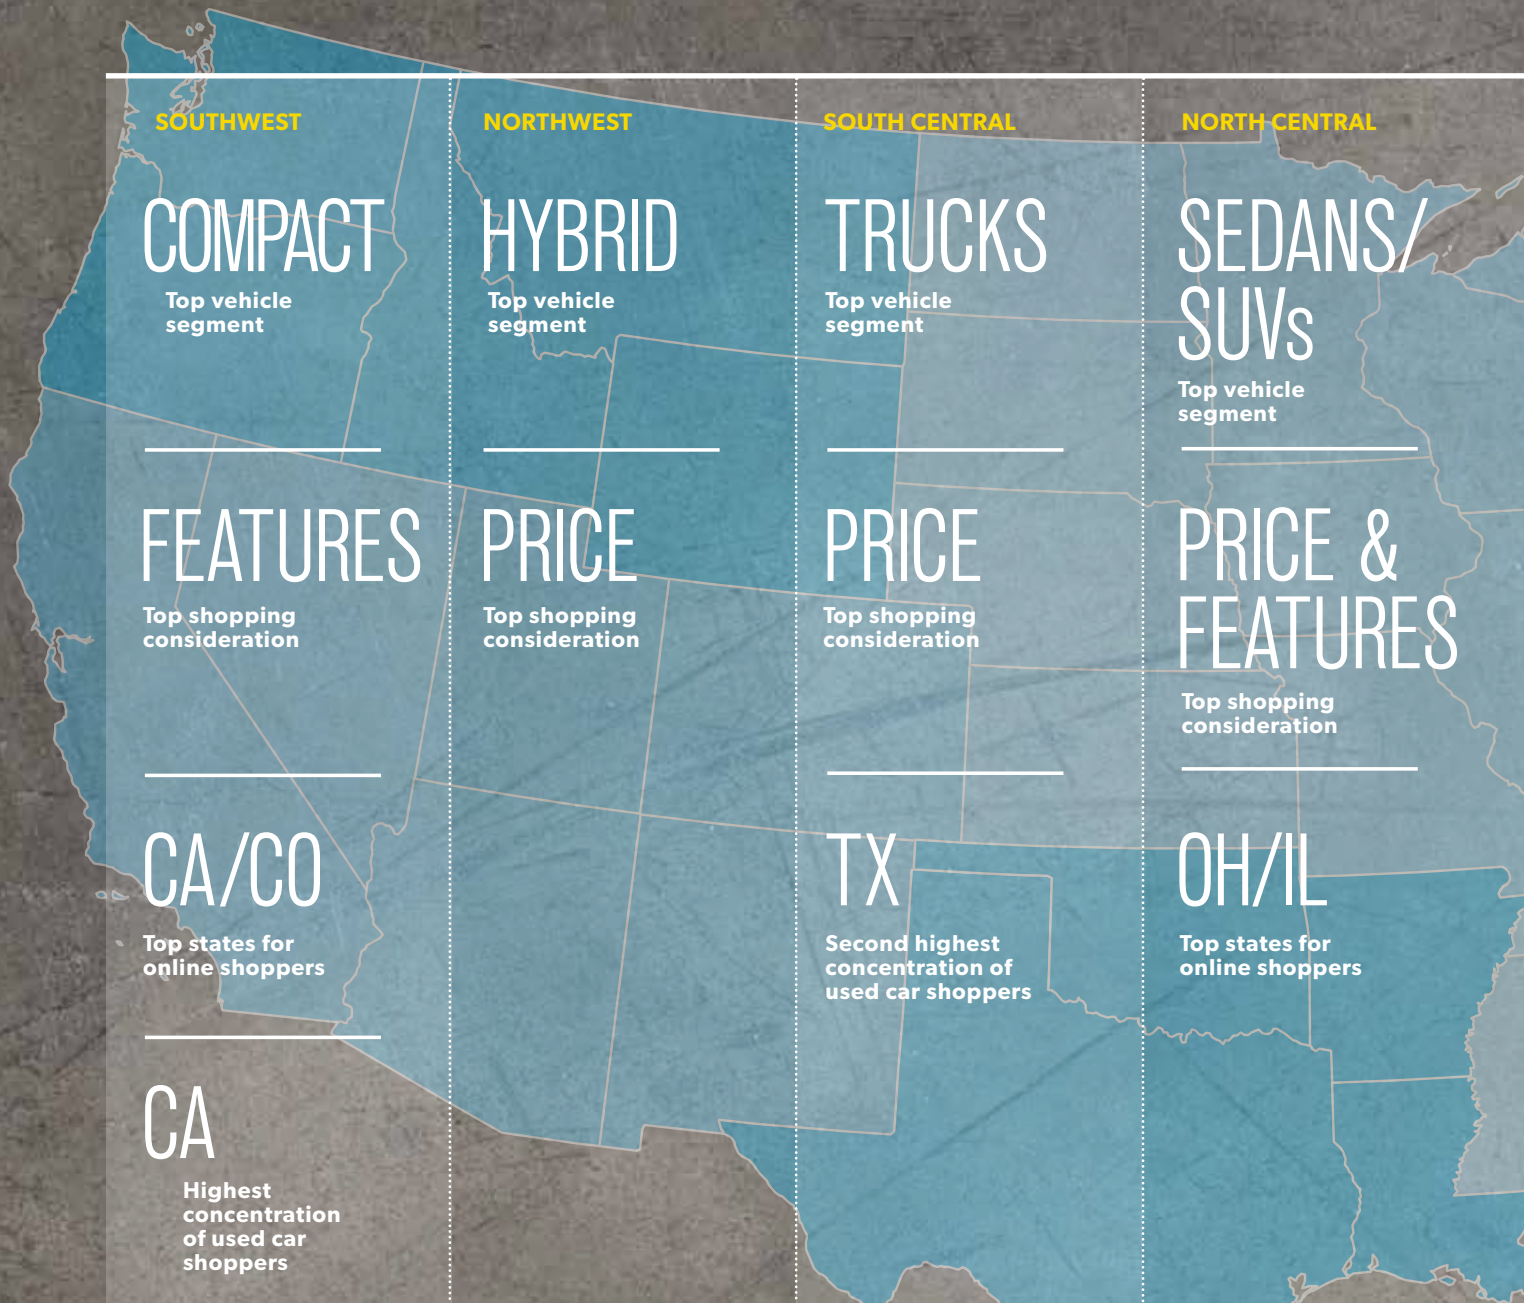 SOUTHWEST
COMPACT
Top vehicle
segment
FEATURES
Top shopping
consideration
CA/CO
Top states for
online shoppers
CA
Highest
concentration
of used car
shoppers
NORTHWEST
HYBRID
Top vehicle
segment
PRICE
Top shopping
consideration
SOUTH CENTRAL
TRUCKS
Top vehicle
segment
PRICE
Top shopping
consideration
TX
Second highest
concentration of
used car shoppers
NORTH CENTRAL
SEDANS/
SUVs
Top vehicle
segment
PRICE &
FEATURES
Top shopping
consideration
OH/IL
Top states for
online shoppers